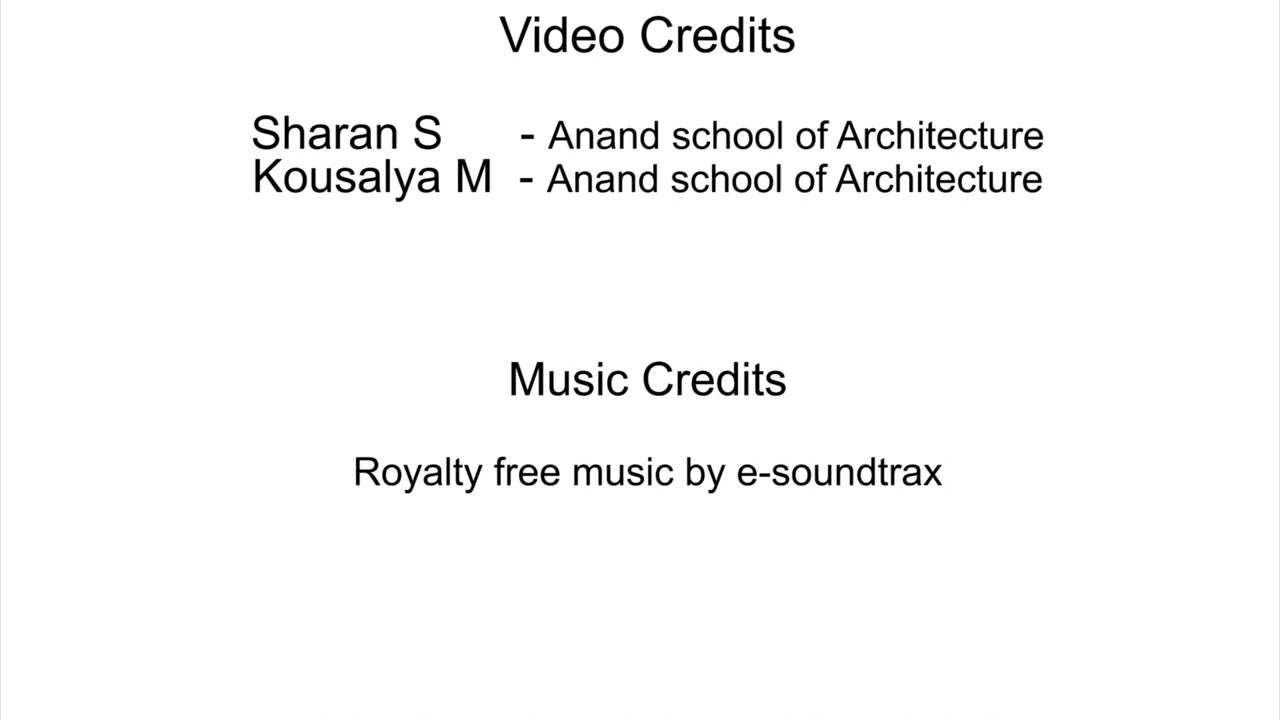 Video Credits
Sharan S - Anand school of Architecture
Kousalya M - Anand school of Architecture
Music Credits
Royalty free music by e-soundtrax